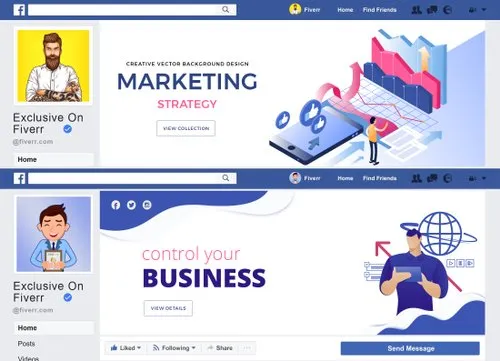 Fiverr
Home
Find Friends
Exclusive On
Fiverr
@fiverr.com
Home
CREATIVE VECTOR BACKGROUND DESIGN
MARKETING
STRATEGY
VIEW COLLECTION
Fiverr
Home
Find Friends
Exclusive On
Fiverr
@fiverr.com
Home
Posts
Videos
control your
BUSINESS
VIEW DETAILS
Liked
Following
Share
Send Message